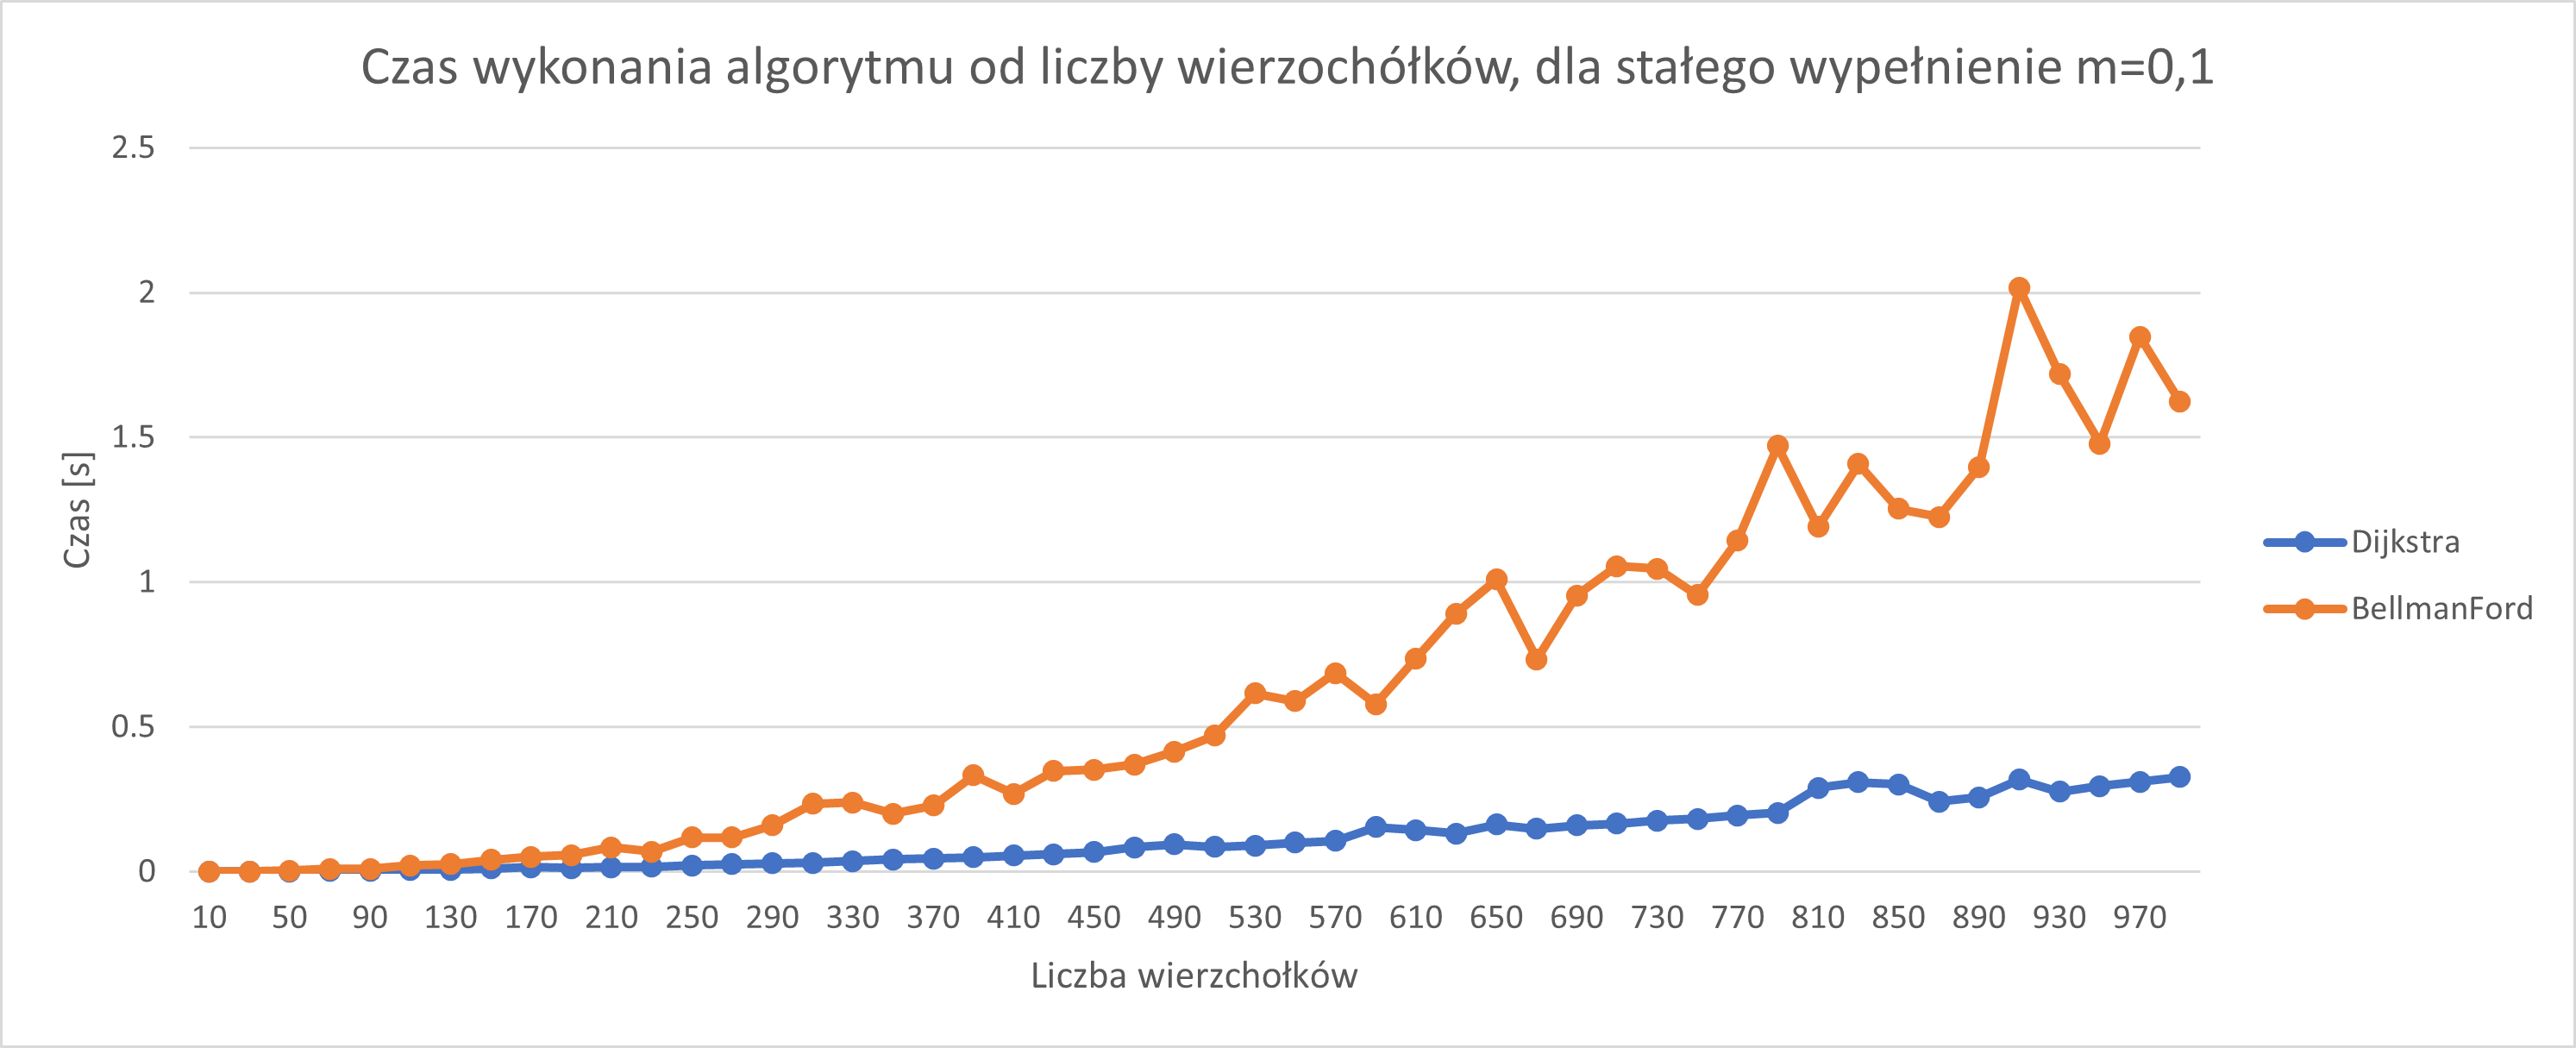 Czas wykonania algorytmu od liczby wierzochółków, dla stałego wypełnienie m=0,1
2.5
2
1.5
1
0.5
0
Czas [s]
10 50 90 130 170 210 250 290 330 370 410 450 490 530 570 610 650 690 730 770 810 850 890 930 970
Liczba wierzchołków
Dijkstra
BellmanFord